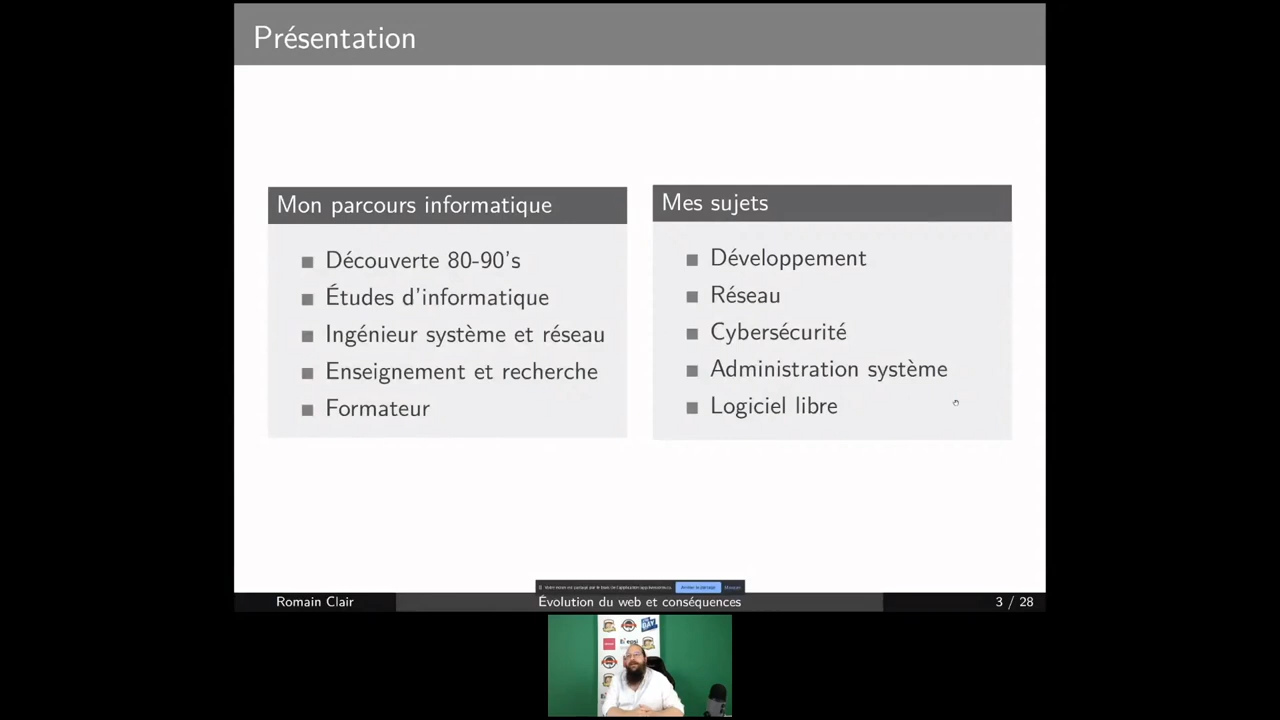 Présentation
Mon parcours informatique
Découverte 80-90's
Études d'informatique
Ingénieur système et réseau
Enseignement et recherche
Formateur
Mes sujets
Développement
Réseau
Cybersécurité
Administration système
Logiciel libre
Romain Clair
Évolution du web et conséquences
3 / 28